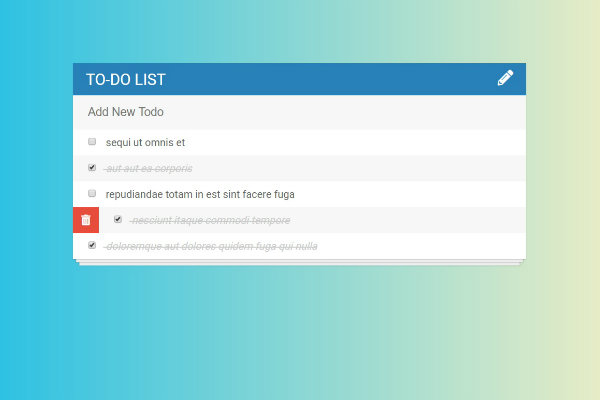 TO-DO LIST
Add New Todo
sequi ut omnis et
aut aut ea corporis
repudiandae totam in est sint facere fuga
nesciunt itaque commodi tempore
doloremque aut dolores quidem fuga qui nulla